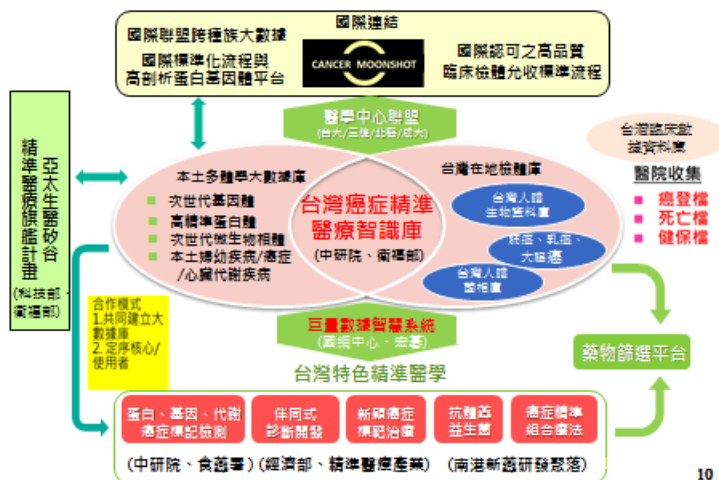 國際連結
國際聯盟跨種族大數據
國際標準化流程與
高剖析蛋白基因體平台
CANCER MOONSHOT
國際認可之高品質
臨床檢體允收標準流程
醫學中心聯盟
(台大/三總/北醫/成大)
亞太生醫矽谷
精準醫療旗艦計畫
(科技部、
衛福部)
本土多體學大數據庫
次世代基因體
高精準蛋白體
次世代微生物相體
本土婦幼疾病/癌症
/心臟代謝疾病
台灣癌症精準
醫療智識庫
(中研院、衛福部)
台灣在地檢體庫
台灣人體
生物資料庫
肺癌、乳癌、
大腸癌
台灣人體
菌相庫
台灣臨床數
據資料庫
醫院收集
癌登檔
死亡檔
健保檔
合作模式
1.共同建立大
數據庫
2. 定序核心/
使用者
巨量數據智慧系統
(國網中心、宏碁)
台灣特色精準醫學
藥物篩選平台
蛋白、基因、代謝
癌症標記檢測
伴同式
診斷開發
新穎癌症
標靶治療
抗體藥
益生菌
癌症精準
組合療法
(中研院、食藥署)
(經濟部、精準醫療產業)
(南港新藥研發聚落)
10